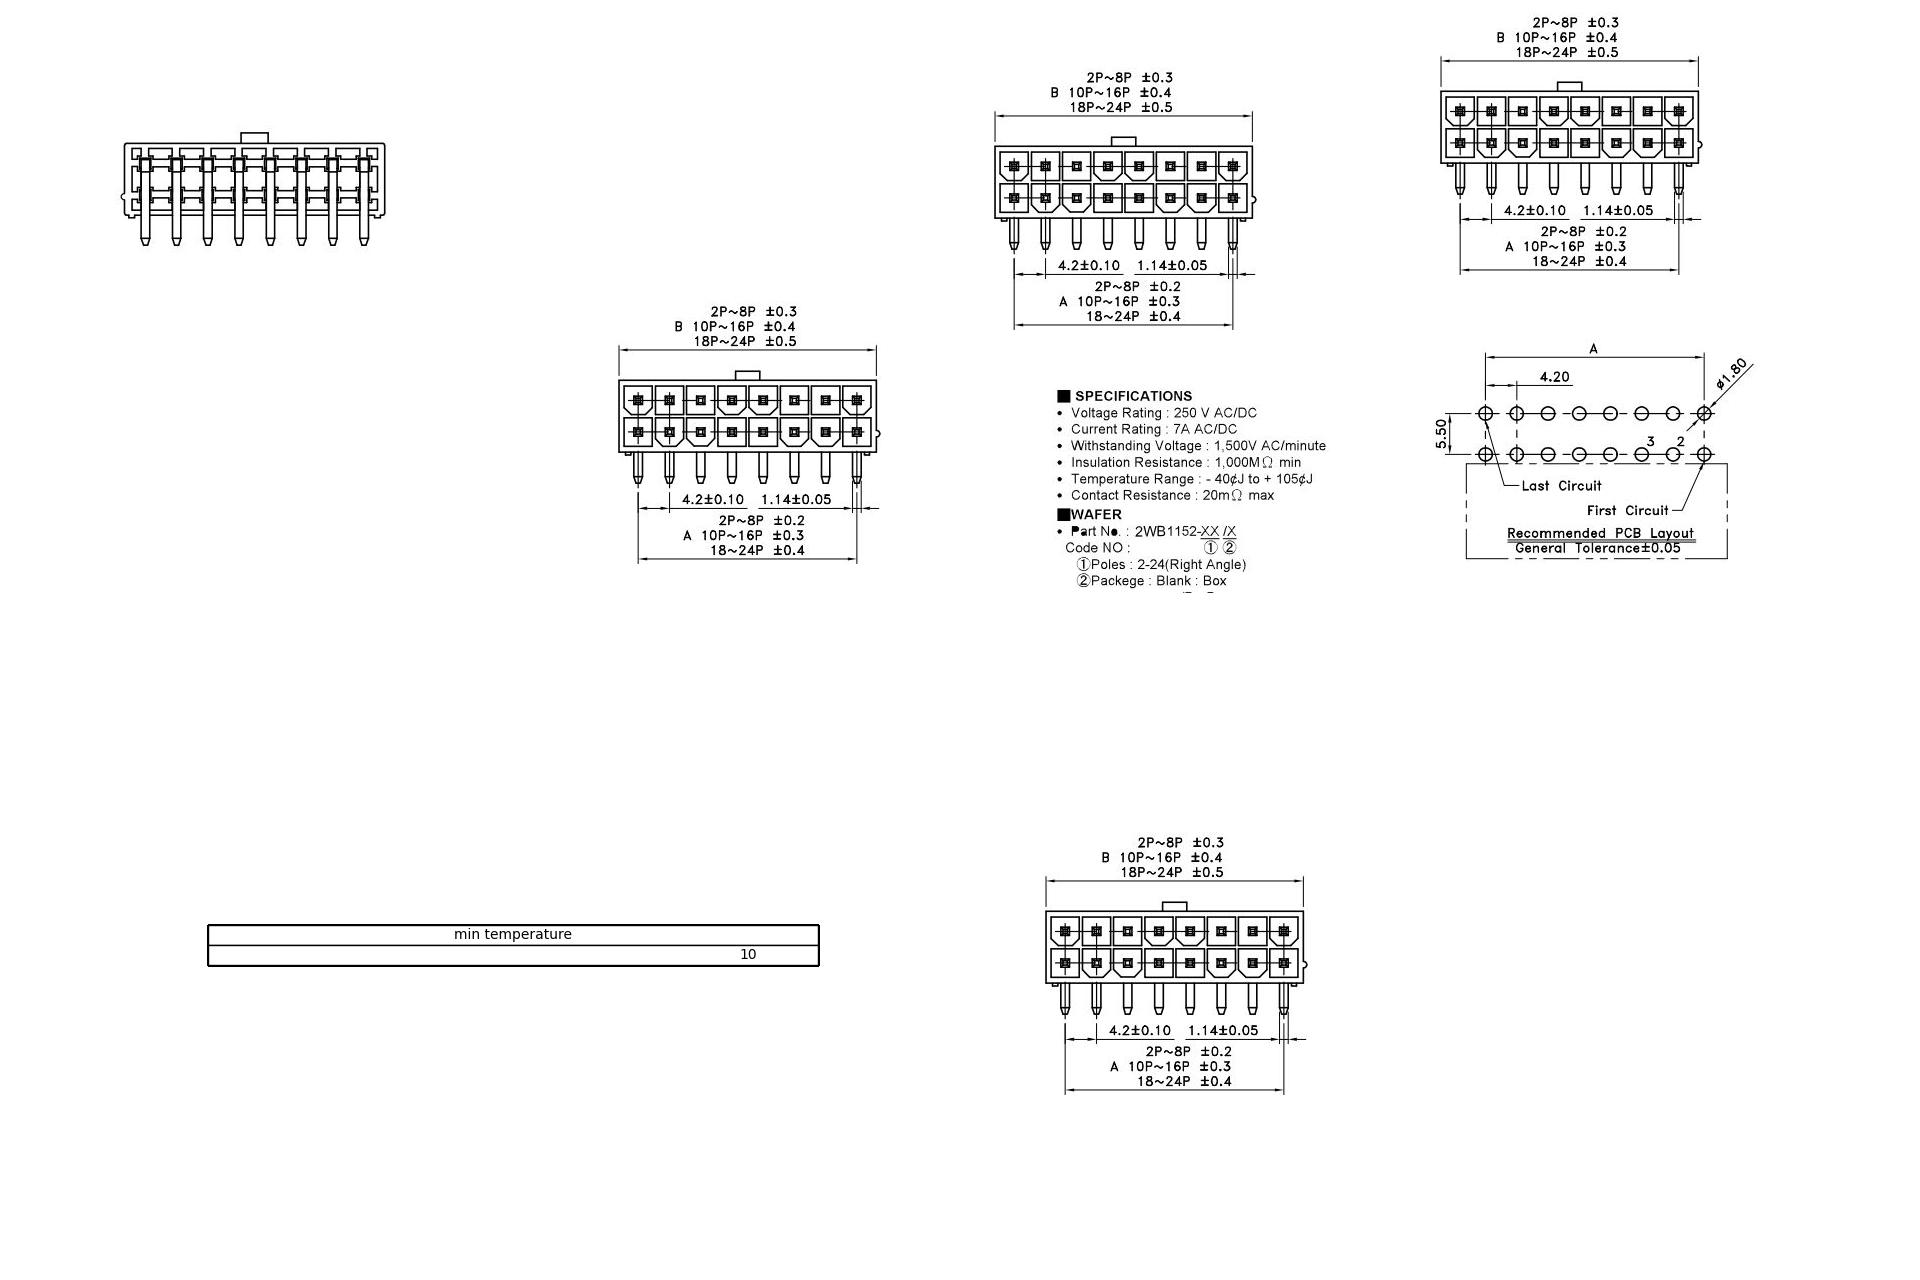 2P~8P ±0.3
B 10P~16P ±0.4
18P~24P ±0.5
4.2±0.10 1.14±0.05
2P~8P ±0.2
A 10P~16P ±0.3
18~24P ±0.4
2P~8P ±0.3
B 10P~16P ±0.4
18P~24P ±0.5
4.2±0.10 1.14±0.05
2P~8P ±0.2
A 10P~16P ±0.3
18~24P ±0.4
2P~8P ±0.3
B 10P~16P ±0.4
18P~24P ±0.5
4.2±0.10 1.14±0.05
2P~8P ±0.2
A 10P~16P ±0.3
18~24P ±0.4
A
4.20
ø1.80
5.50
3 2
Last Circuit
First Circuit
Recommended PCB Layout
General Tolerance±0.05
■ SPECIFICATIONS
• Voltage Rating : 250 V AC/DC
• Current Rating : 7A AC/DC
• Withstanding Voltage : 1,500V AC/minute
• Insulation Resistance : 1,000MΩ min
• Temperature Range : - 40¢J to + 105¢J
• Contact Resistance : 20mΩ max
■WAFER
• Part No. : 2WB1152-XX /X
Code NO : ① ②
①Poles : 2-24(Right Angle)
②Packege : Blank : Box
min temperature
10
2P~8P ±0.3
B 10P~16P ±0.4
18P~24P ±0.5
4.2±0.10 1.14±0.05
2P~8P ±0.2
A 10P~16P ±0.3
18~24P ±0.4